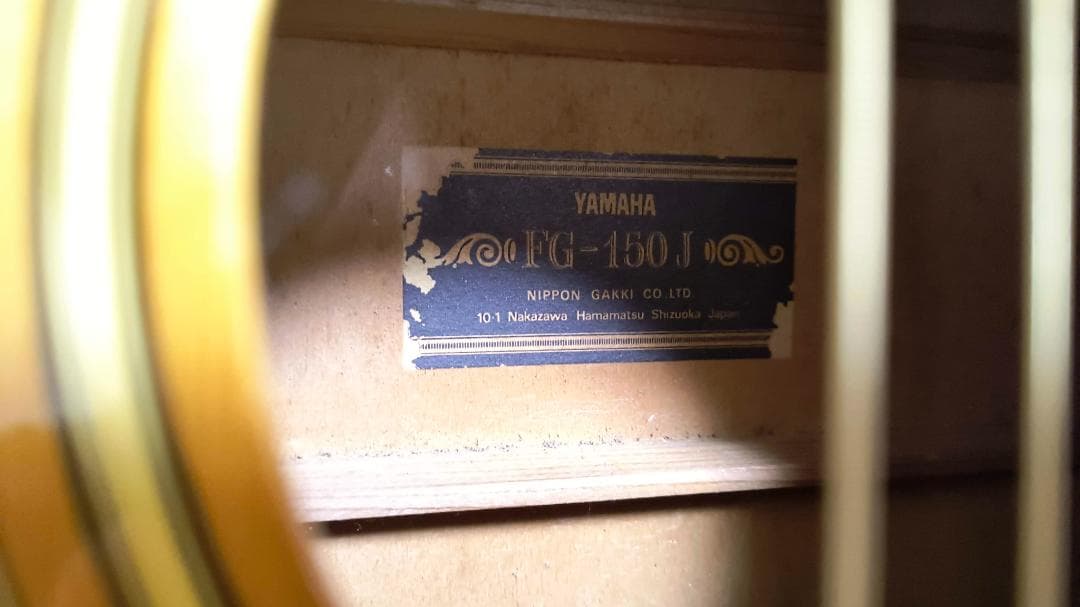 YAMAHA
FG-150J
NIPPON GAKKI CO LTD
10-1 Nakazawa Hamamatsu Shizuoka Japan